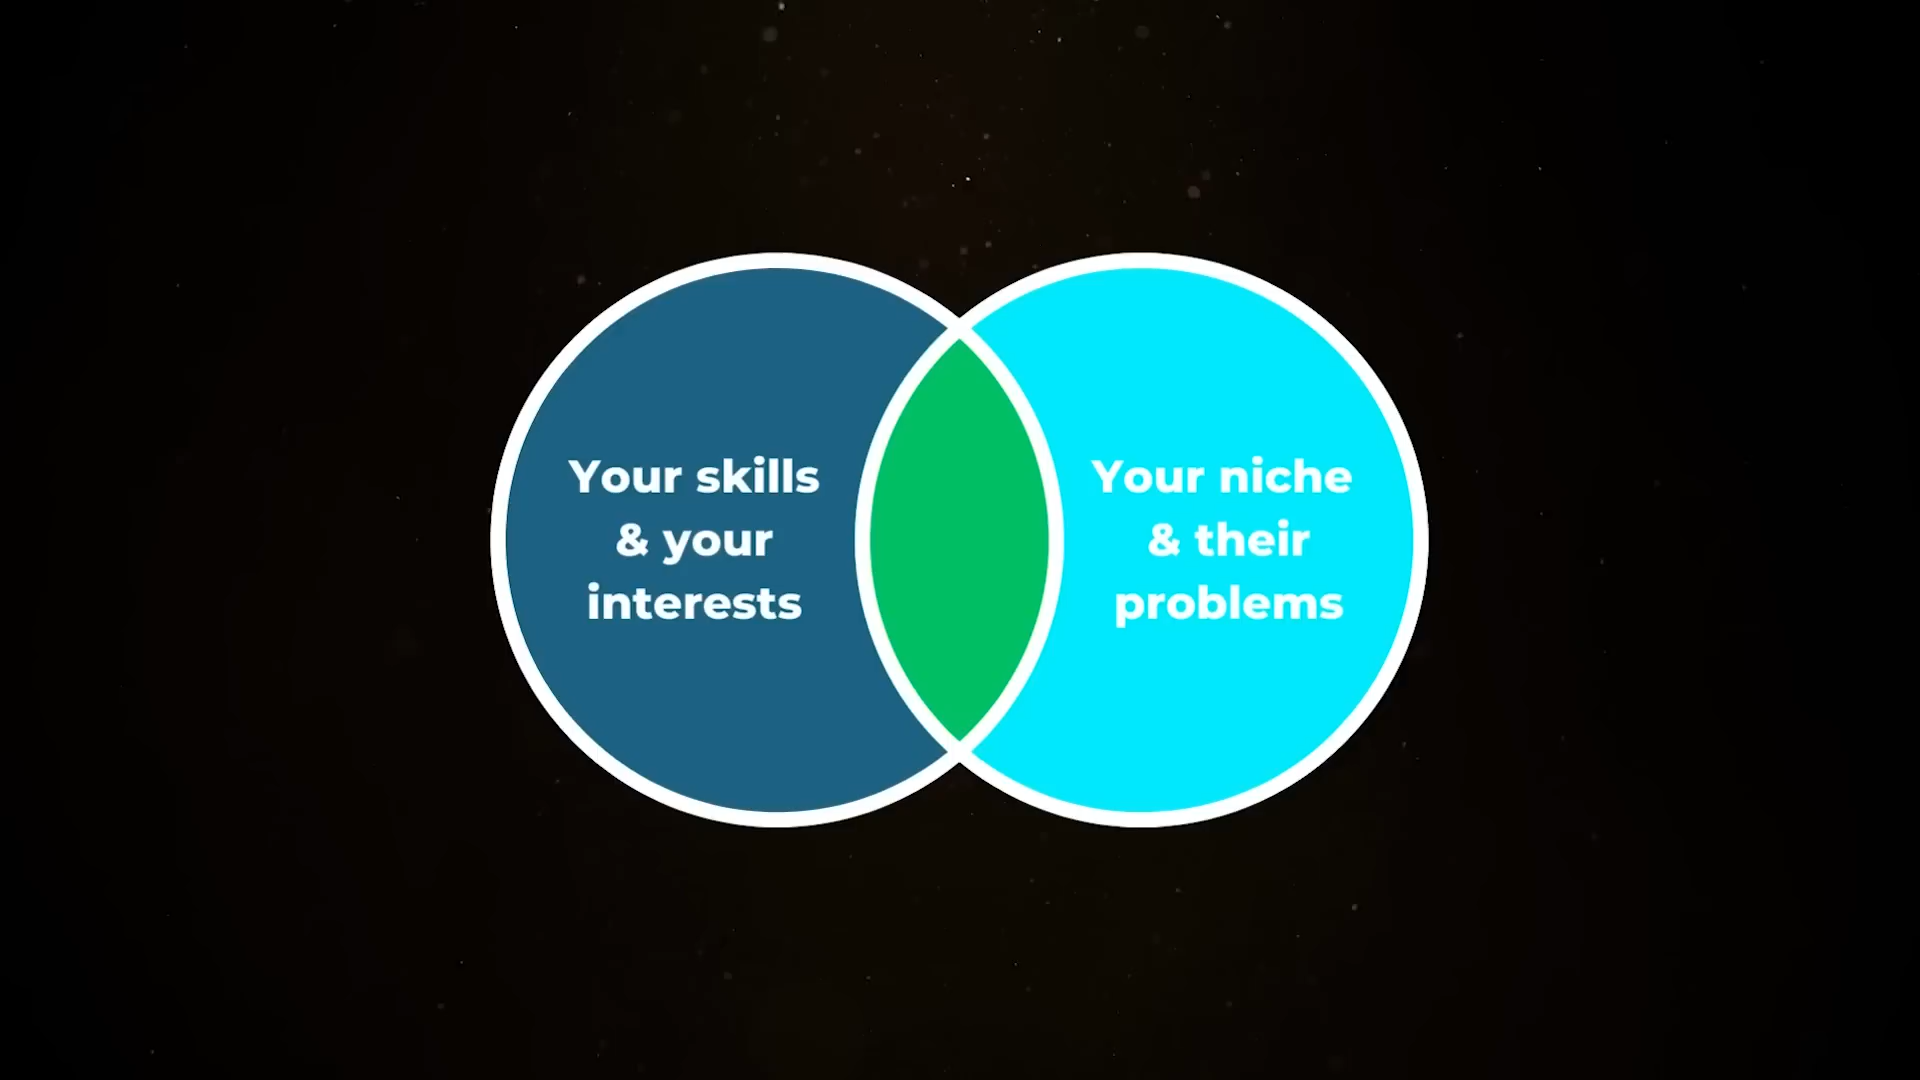 Your skills
& your
interests
Your niche
& their
problems